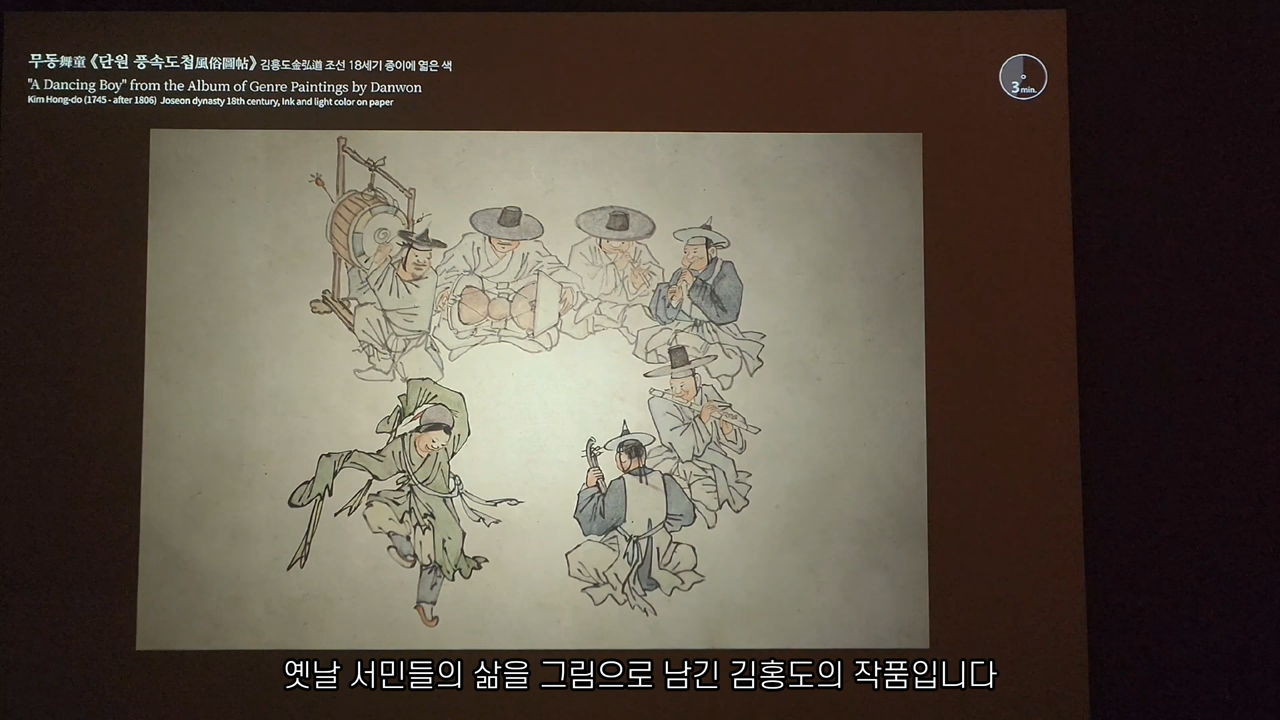 무동舞童 《단원 풍속도첩風俗圖帖》 김홍도金弘道 조선 18세기 종이에 엷은 색
"A Dancing Boy" from the Album of Genre Paintings by Danwon
Kim Hong-do (1745 - after 1806) Joseon dynasty 18th century, Ink and light color on paper
3 min.
옛날 서민들의 삶을 그림으로 남긴 김홍도의 작품입니다